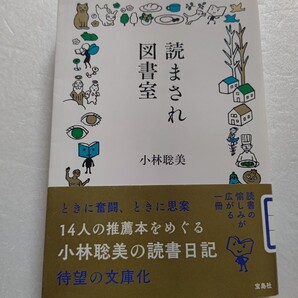 読まされ
図書室
小林聡美
読書の
愉しみが
広がる
一冊
ときに奮闘、ときに思案
14人の推薦本をめぐる
小林聡美の読書日記
待望の文庫化
宝島社